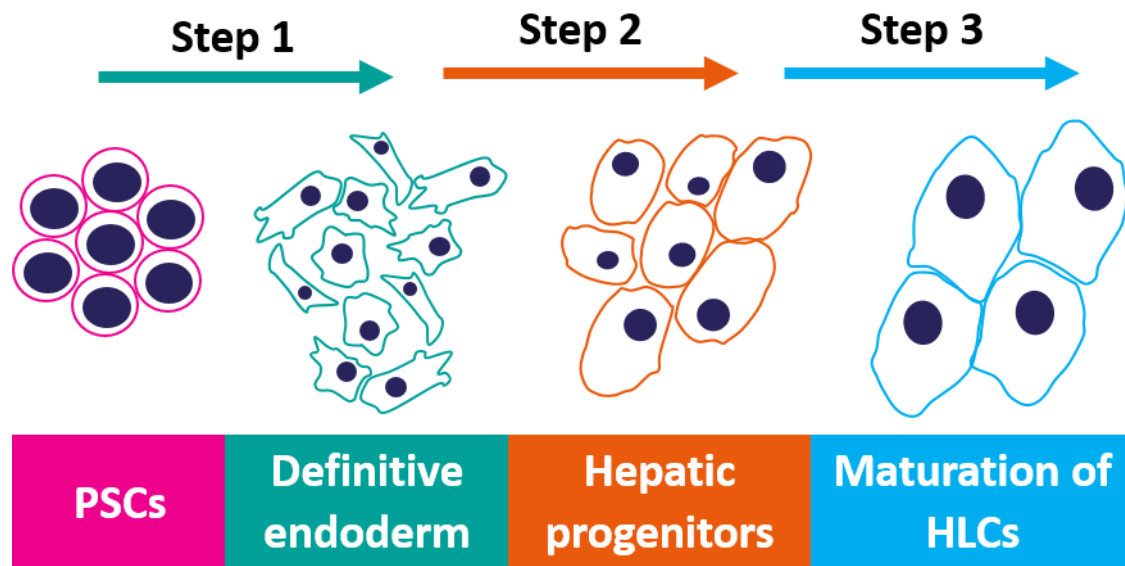 Step 1
Step 2
Step 3
PSCs
Definitive
endoderm
Hepatic
progenitors
Maturation of
HLCs